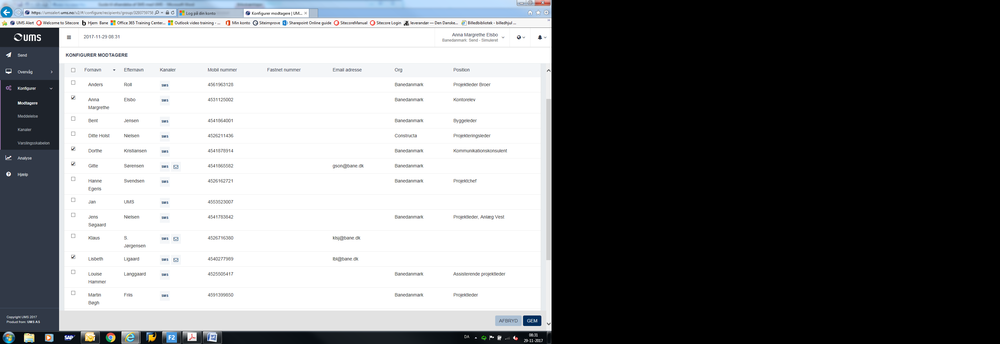 https://umsalert.ums.no/v2/#/configure/recipients/group/3293759758
Log på din konto
Konfigurer modtagere | UM...
UMS Alert
Welcome to Sitecore
Hjem Bane
Office 365 Training Center...
Outlook video training - ...
Min konto
Siteimprove
Sharepoint Online guide
SitecoreManual
Sitecore Login
leverandør — Den Danske...
Billedbibliotek - billedhjul ...
UMS
2017-11-29 08:31
Anna Margrethe Elsbo
Banedanmark: Send - Simuleret
Send
Overvåg
Konfigurer
Modtagere
Meddelelse
Kanaler
Varslingsskabelon
Analyse
Hjælp
Copyright UMS 2017
Product from: UMS AS
KONFIGURER MODTAGERE
Fornavn Efternavn Kanaler Mobil nummer Fastnet nummer Email adresse Org Position
Anders Roll SMS 4561963128 Banedanmark Projektleder Broer
Anna Elsbo SMS 4531125002 Banedanmark Kontorelev
Margrethe
Bent Jensen SMS 4541864001 Banedanmark Byggeleder
Ditte Holst Nielsen SMS 4526211436 Constructa Projekteringsleder
Dorthe Kristiansen SMS 4541878914 Banedanmark Kommunikationskonsulent
Gitte Sørensen SMS 4541865582 gson@bane.dk Banedanmark
Hanne Svendsen SMS 4526162721 Banedanmark Projektchef
Egeris
Jan UMS SMS 4553523007
Jens Nielsen SMS 4541783842 Banedanmark Projektleder, Anlæg Vest
Søgaard
Klaus S. SMS 4526716380 klsj@bane.dk
Jørgensen
Lisbeth Ligaard SMS 4540277989 lbl@bane.dk
Louise Langgaard SMS 4525505417 Banedanmark Assisterende projektleder
Hammer
Martin Friis SMS 4591399850 Banedanmark Projektleder
Bøgh
AFBRYD GEM
SAP
F2
DA
08:31
29-11-2017